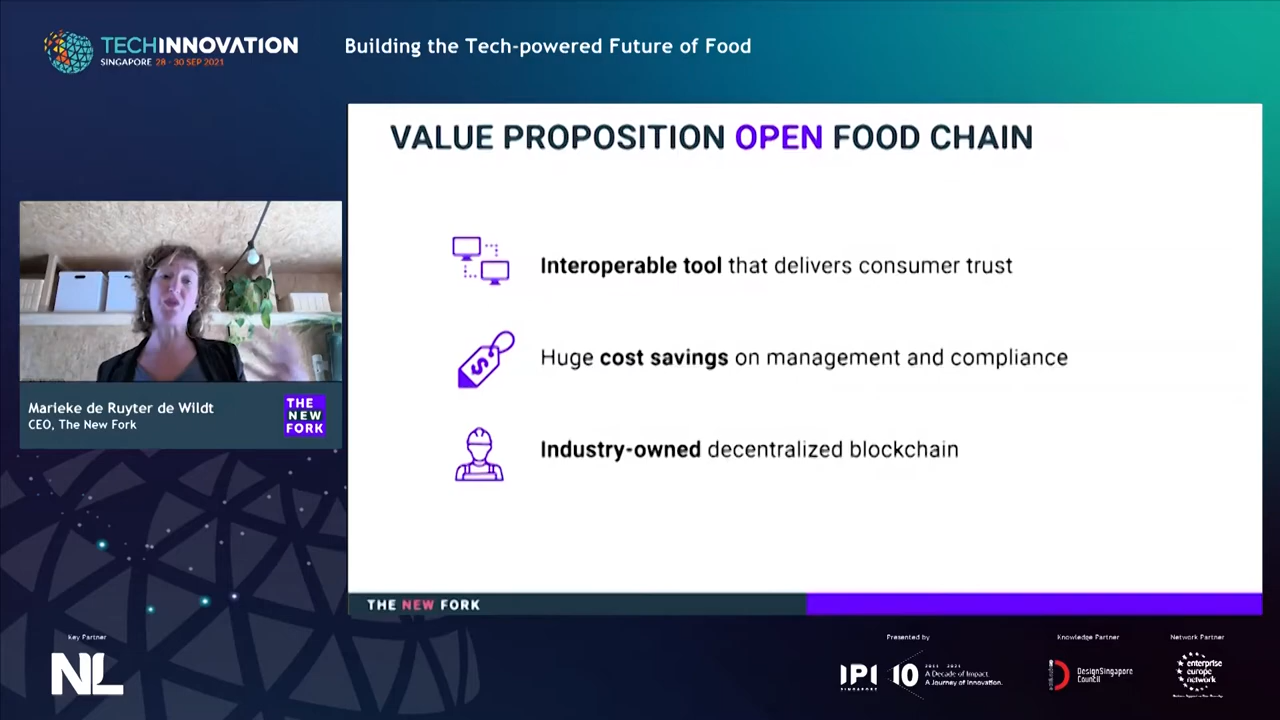 TECHINNOVATION
SINGAPORE 28 - 30 SEP 2021
Building the Tech-powered Future of Food
VALUE PROPOSITION OPEN FOOD CHAIN
Interoperable tool that delivers consumer trust
Huge cost savings on management and compliance
Industry-owned decentralized blockchain
Marieke de Ruyter de Wildt
CEO, The New Fork
THE
NEW
FORK
THE NEW FORK
Key Partner
NL
Presented by
IPI
SINGAPORE
10
2011 - 2021
A Decade of Impact.
A Journey of Innovation.
Knowledge Partner
DesignSingapore
Council
Network Partner
enterprise
europe
network